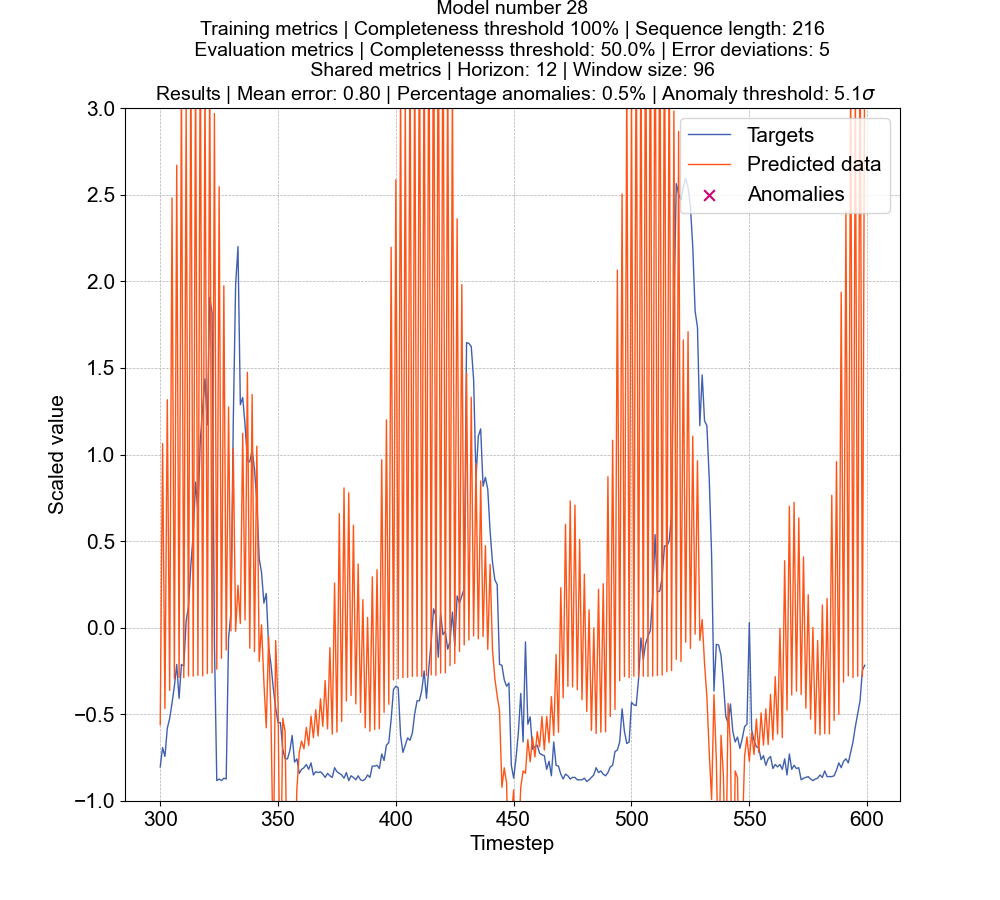 Model number 28
Training metrics | Completeness threshold 100% | Sequence length: 216
Evaluation metrics | Completenesss threshold: 50.0% | Error deviations: 5
Shared metrics | Horizon: 12 | Window size: 96
Results | Mean error: 0.80 | Percentage anomalies: 0.5% | Anomaly threshold: 5.1σ
3.0
2.5
2.0
1.5
1.0
0.5
0.0
−0.5
−1.0
Scaled value
Targets
Predicted data
Anomalies
300 350 400 450 500 550 600
Timestep